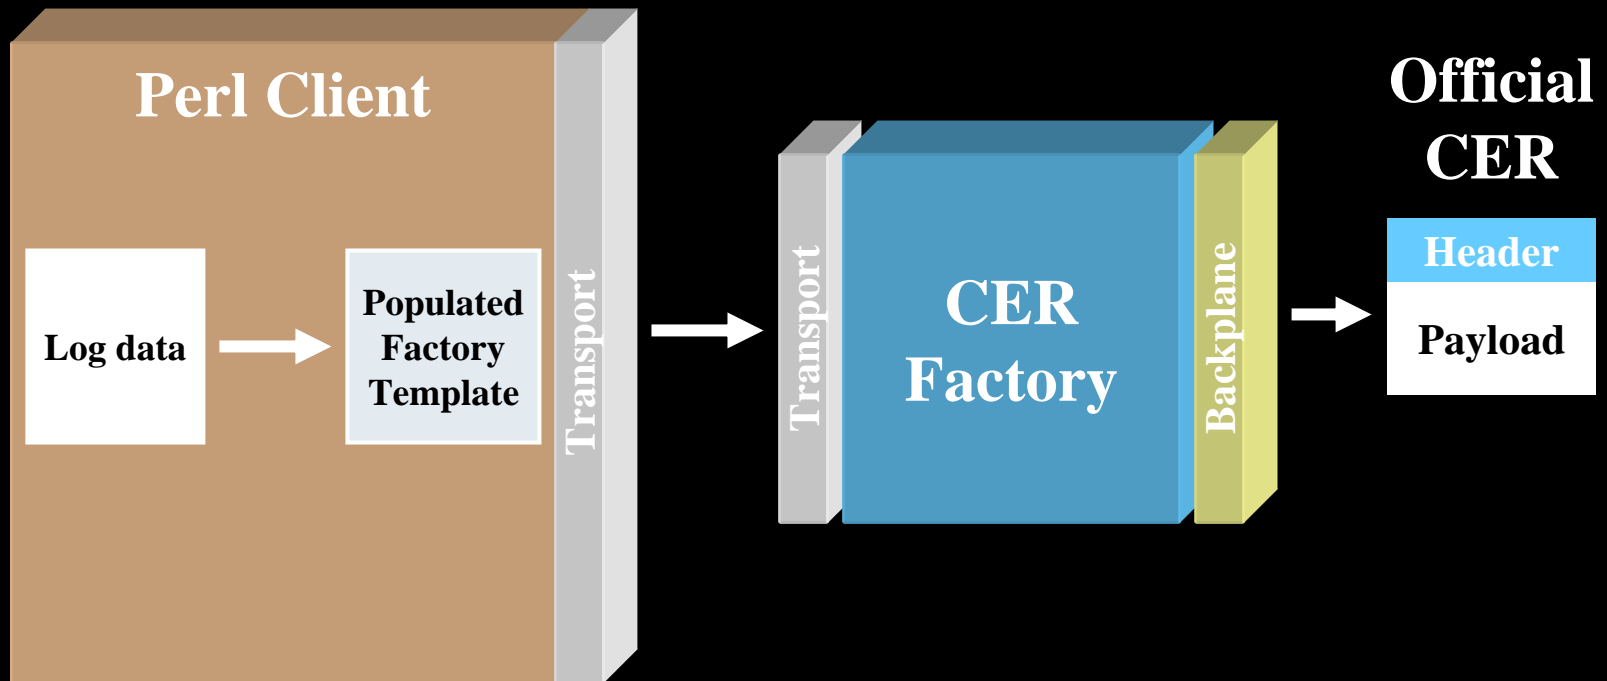 Perl Client
Log data
Populated
Factory
Template
Transport
Transport
CER
Factory
Backplane
Official
CER
Header
Payload